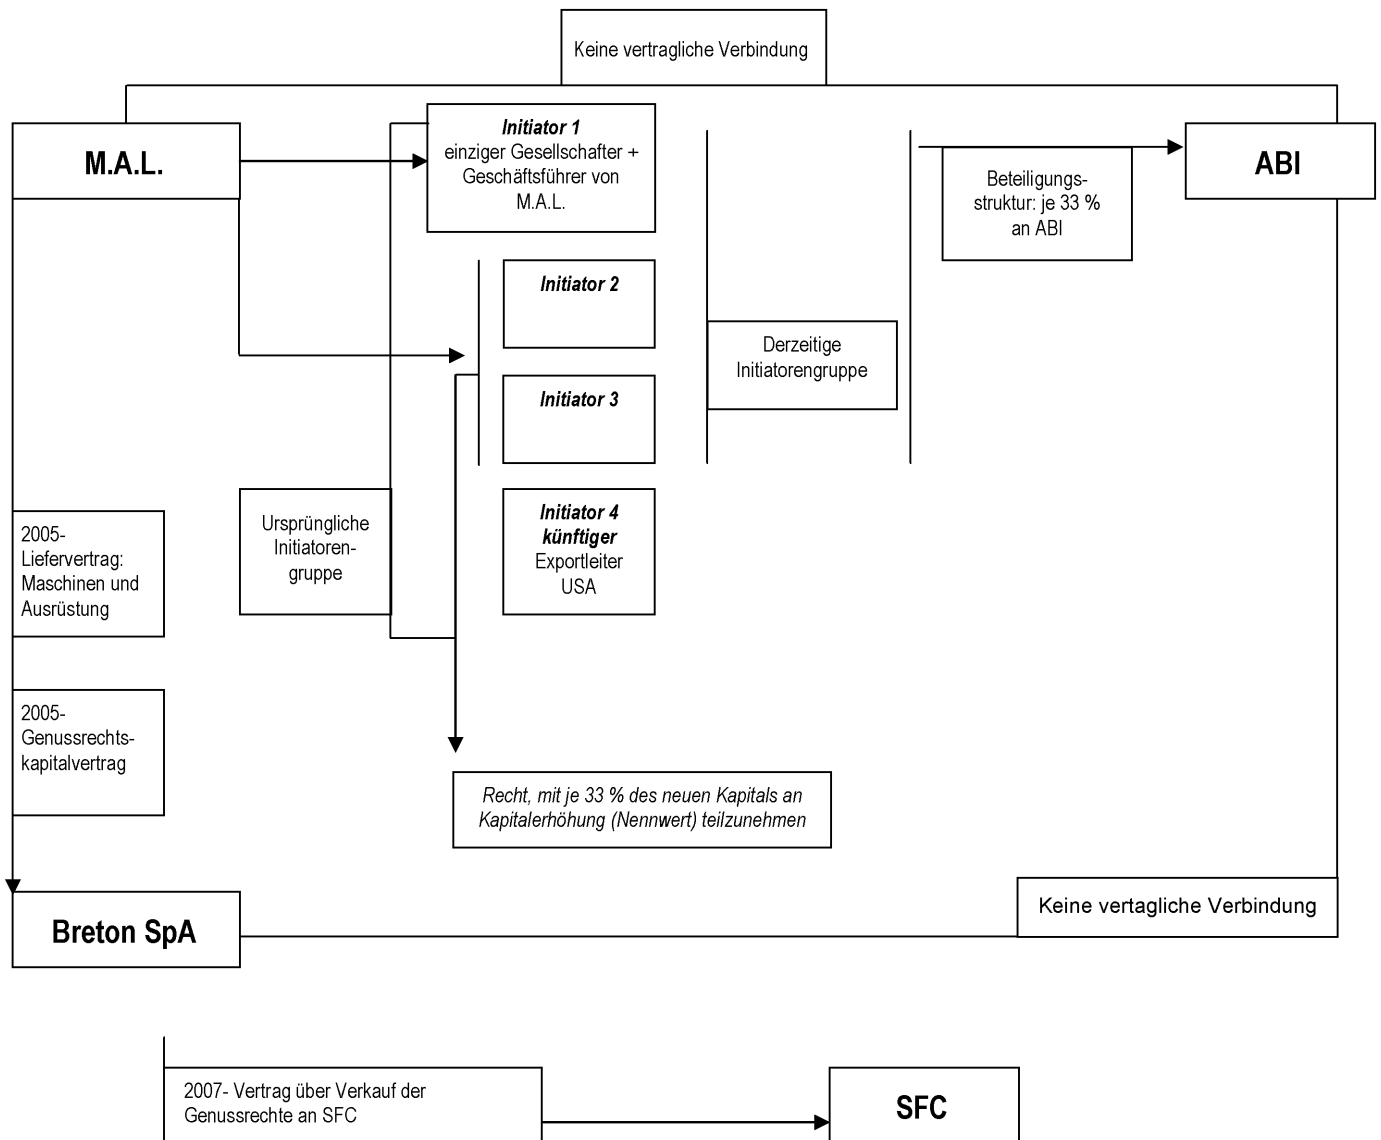 Keine vertragliche Verbindung
M.A.L.
Initiator 1
einziger Gesellschafter +
Geschäftsführer von
M.A.L.
Beteiligungs-
struktur: je 33 %
an ABI
ABI
Initiator 2
Derzeitige
Initiatorengruppe
Initiator 3
2005-
Liefervertrag:
Maschinen und
Ausrüstung
Ursprüngliche
Initiatoren-
gruppe
Initiator 4
künftiger
Exportleiter
USA
2005-
Genussrechts-
kapitalvertrag
Recht, mit je 33 % des neuen Kapitals an
Kapitalerhöhung (Nennwert) teilzunehmen
Breton SpA
Keine vertagliche Verbindung
2007- Vertrag über Verkauf der
Genussrechte an SFC
SFC